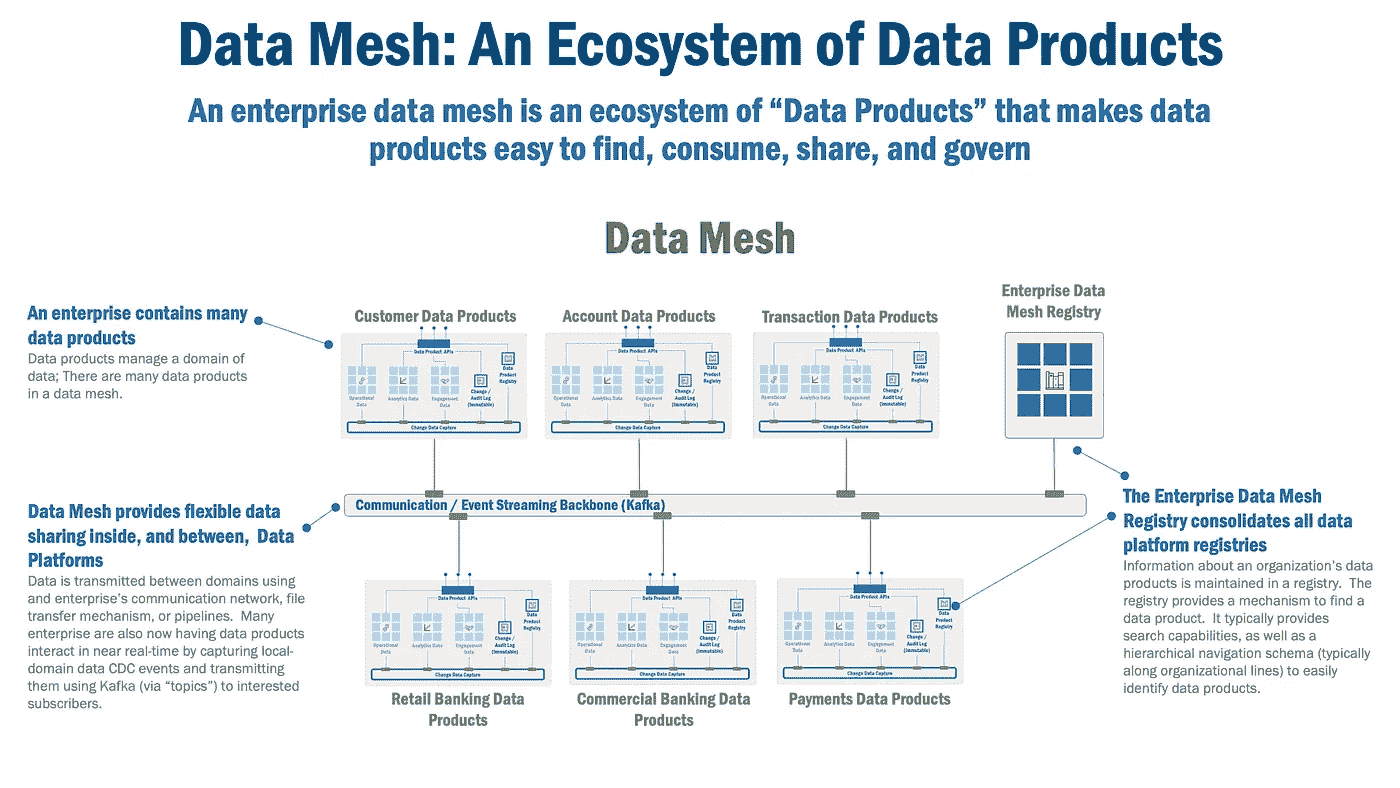 Data Mesh: An Ecosystem of Data Products
An enterprise data mesh is an ecosystem of “Data Products” that makes data
products easy to find, consume, share, and govern
Data Mesh
An enterprise contains many
data products
Data products manage a domain of
data; There are many data products
in a data mesh.
Customer Data Products
Data Product APIs
Data
Product
Registry
Operational
Data
Analytics Data
Engagement
Data
Change /
Audit Log
(Immutable)
Change Data Capture
Account Data Products
Data Product APIs
Data
Product
Registry
Operational
Data
Analytics Data
Engagement
Data
Change /
Audit Log
(Immutable)
Change Data Capture
Transaction Data Products
Data Product APIs
Data
Product
Registry
Operational
Data
Analytics Data
Engagement
Data
Change /
Audit Log
(Immutable)
Change Data Capture
Enterprise Data
Mesh Registry
Communication / Event Streaming Backbone (Kafka)
Data Mesh provides flexible data
sharing inside, and between, Data
Platforms
Data is transmitted between domains using
and enterprise’s communication network, file
transfer mechanism, or pipelines. Many
enterprise are also now having data products
interact in near real-time by capturing local-
domain data CDC events and transmitting
them using Kafka (via “topics”) to interested
subscribers.
Data Product APIs
Data
Product
Registry
Operational
Data
Analytics Data
Engagement
Data
Change /
Audit Log
(Immutable)
Change Data Capture
Retail Banking Data
Products
Data Product APIs
Data
Product
Registry
Operational
Data
Analytics Data
Engagement
Data
Change /
Audit Log
(Immutable)
Change Data Capture
Commercial Banking Data
Products
Data Product APIs
Data
Product
Registry
Operational
Data
Analytics Data
Engagement
Data
Change /
Audit Log
(Immutable)
Change Data Capture
Payments Data Products
The Enterprise Data Mesh
Registry consolidates all data
platform registries
Information about an organization’s data
products is maintained in a registry. The
registry provides a mechanism to find a
data product. It typically provides
search capabilities, as well as a
hierarchical navigation schema (typically
along organizational lines) to easily
identify data products.